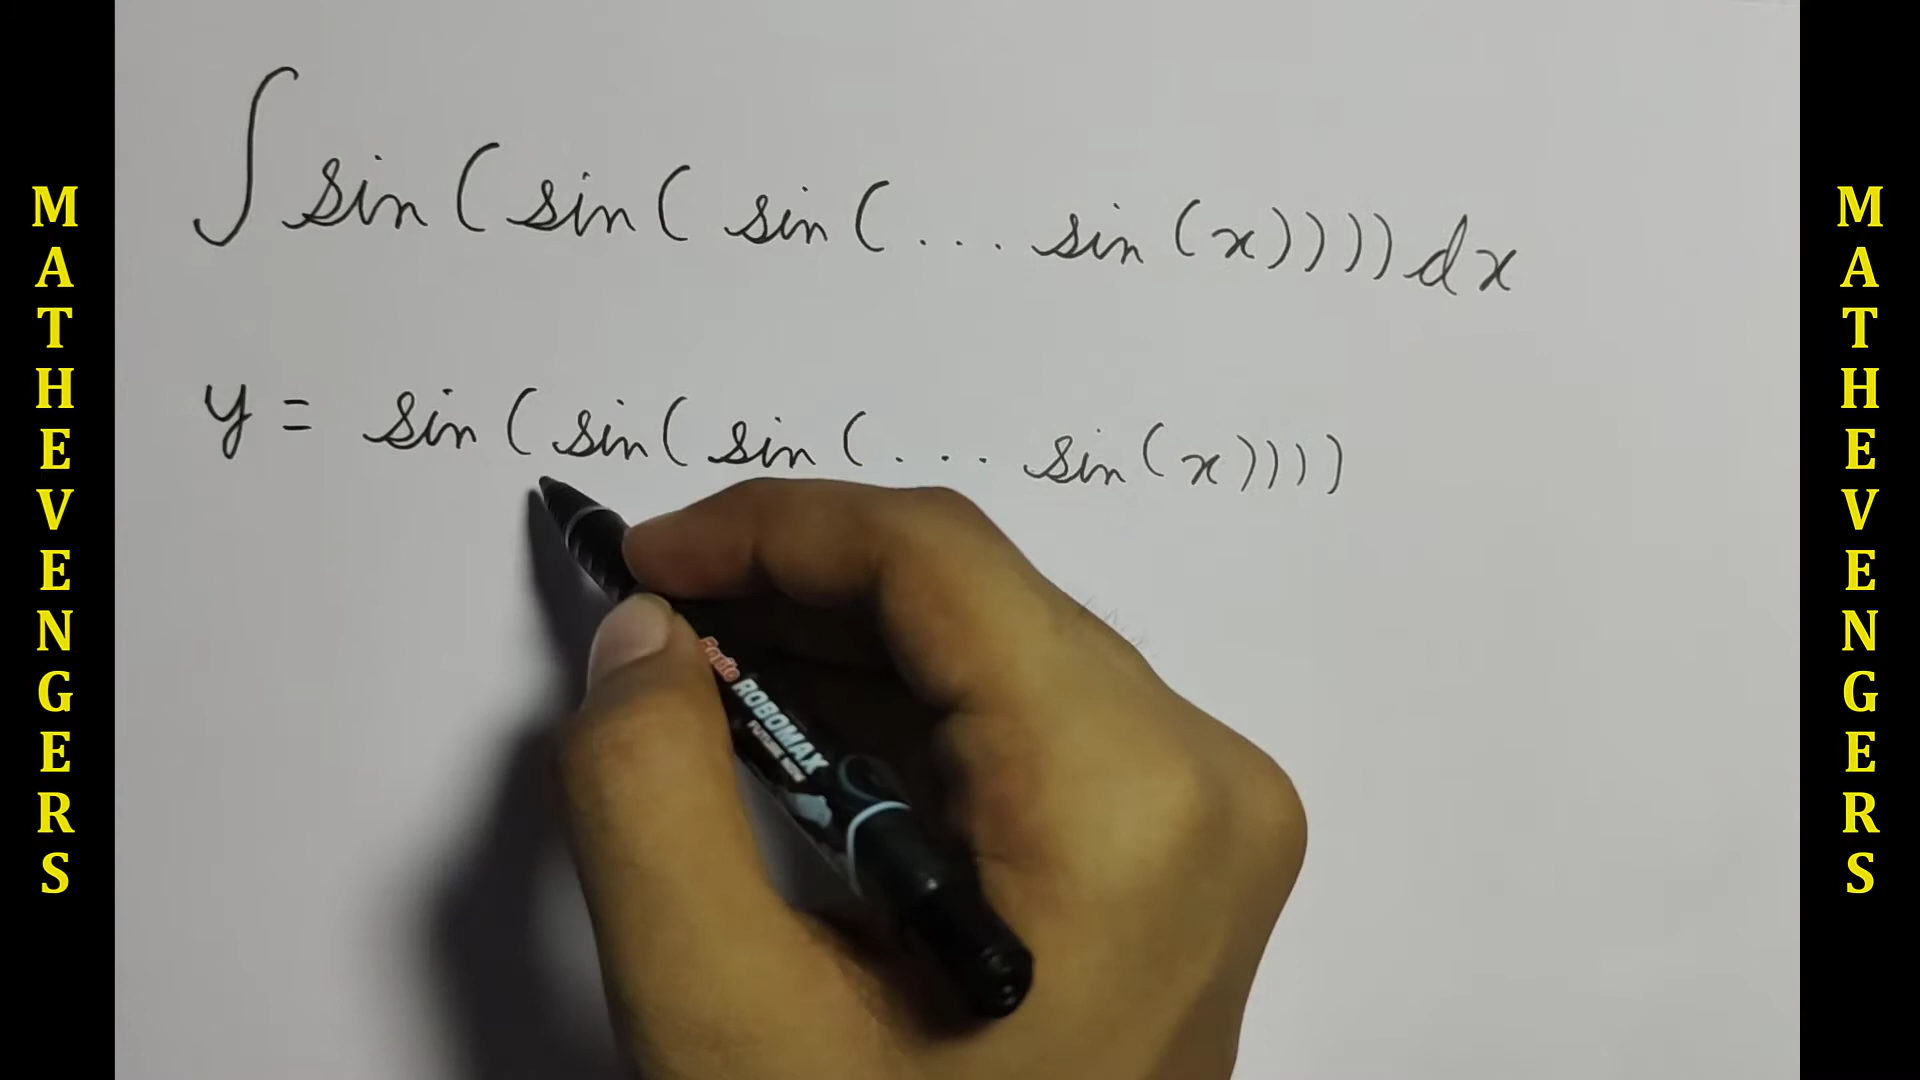 MATHEVENGERS
∫ sin ( sin ( sin ( ... sin ( x ) ) ) ) dx
y = sin ( sin ( sin ( ... sin ( x ) ) ) )
ROBOMAX
MATHEVENGERS